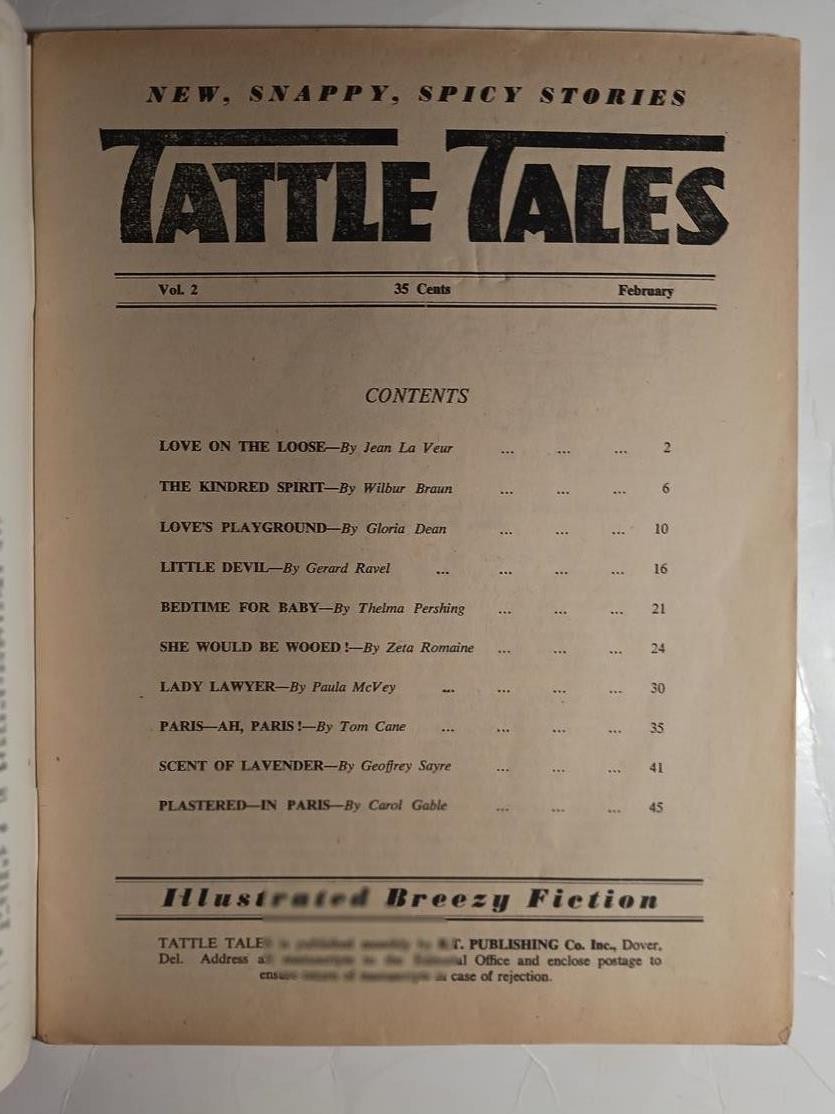 NEW, SNAPPY, SPICY STORIES
TATTLE TALES
Vol. 2 35 Cents February
CONTENTS
LOVE ON THE LOOSE—By Jean La Veur ... ... ... 2
THE KINDRED SPIRIT—By Wilbur Braun ... ... ... 6
LOVE'S PLAYGROUND—By Gloria Dean ... ... ... 10
LITTLE DEVIL—By Gerard Ravel ... ... ... ... 16
BEDTIME FOR BABY—By Thelma Pershing ... ... ... 21
SHE WOULD BE WOOED!—By Zeta Romaine ... ... ... 24
LADY LAWYER—By Paula McVey ... ... ... ... 30
PARIS—AH, PARIS!—By Tom Cane ... ... ... ... 35
SCENT OF LAVENDER—By Geoffrey Sayre ... ... ... 41
PLASTERED—IN PARIS—By Carol Gable ... ... ... 45
Illustrated Breezy Fiction
TATTLE PUBLISHING Co. Inc., Dover,
Del. Address Office and enclose postage to
case of rejection.